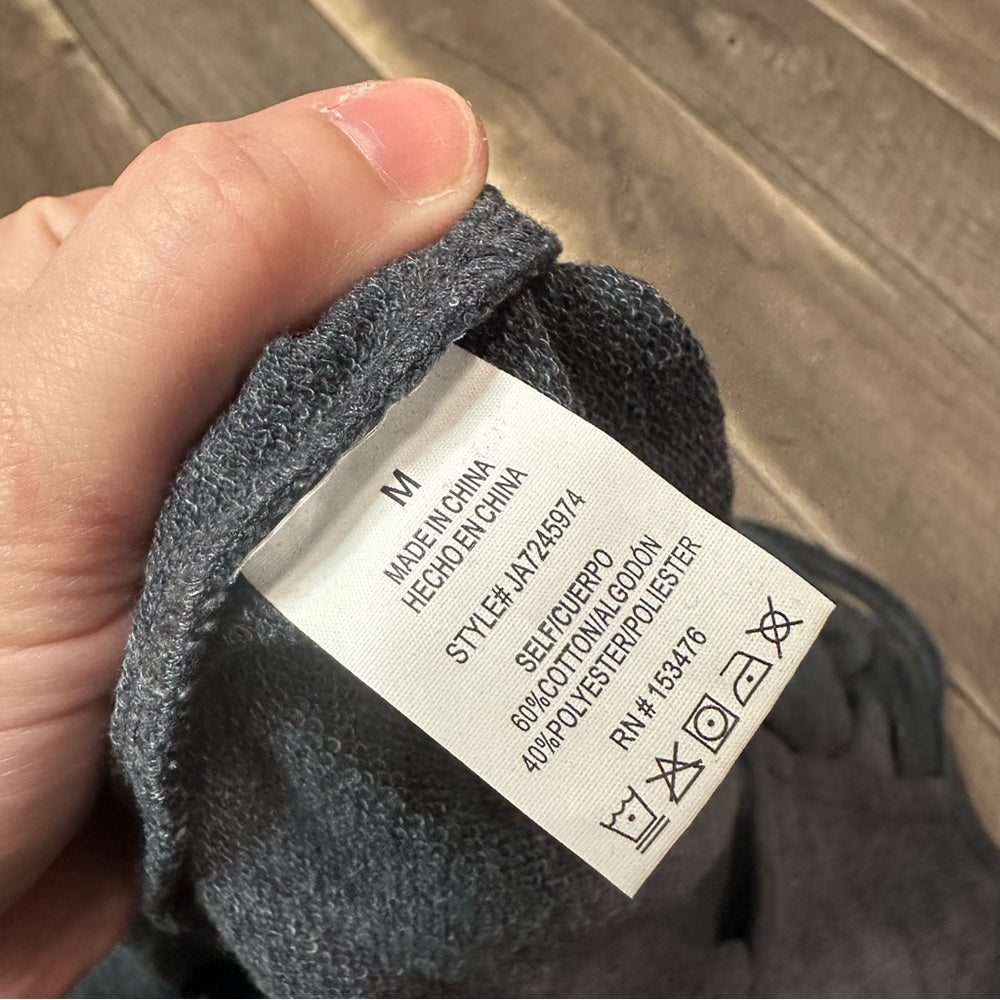 M
MADE IN CHINA
HECHO EN CHINA
STYLE# JA7245974
SELF/CUERPO
60%COTTON/ALGODÓN
40%POLYESTER/POLIESTER
RN # 153476